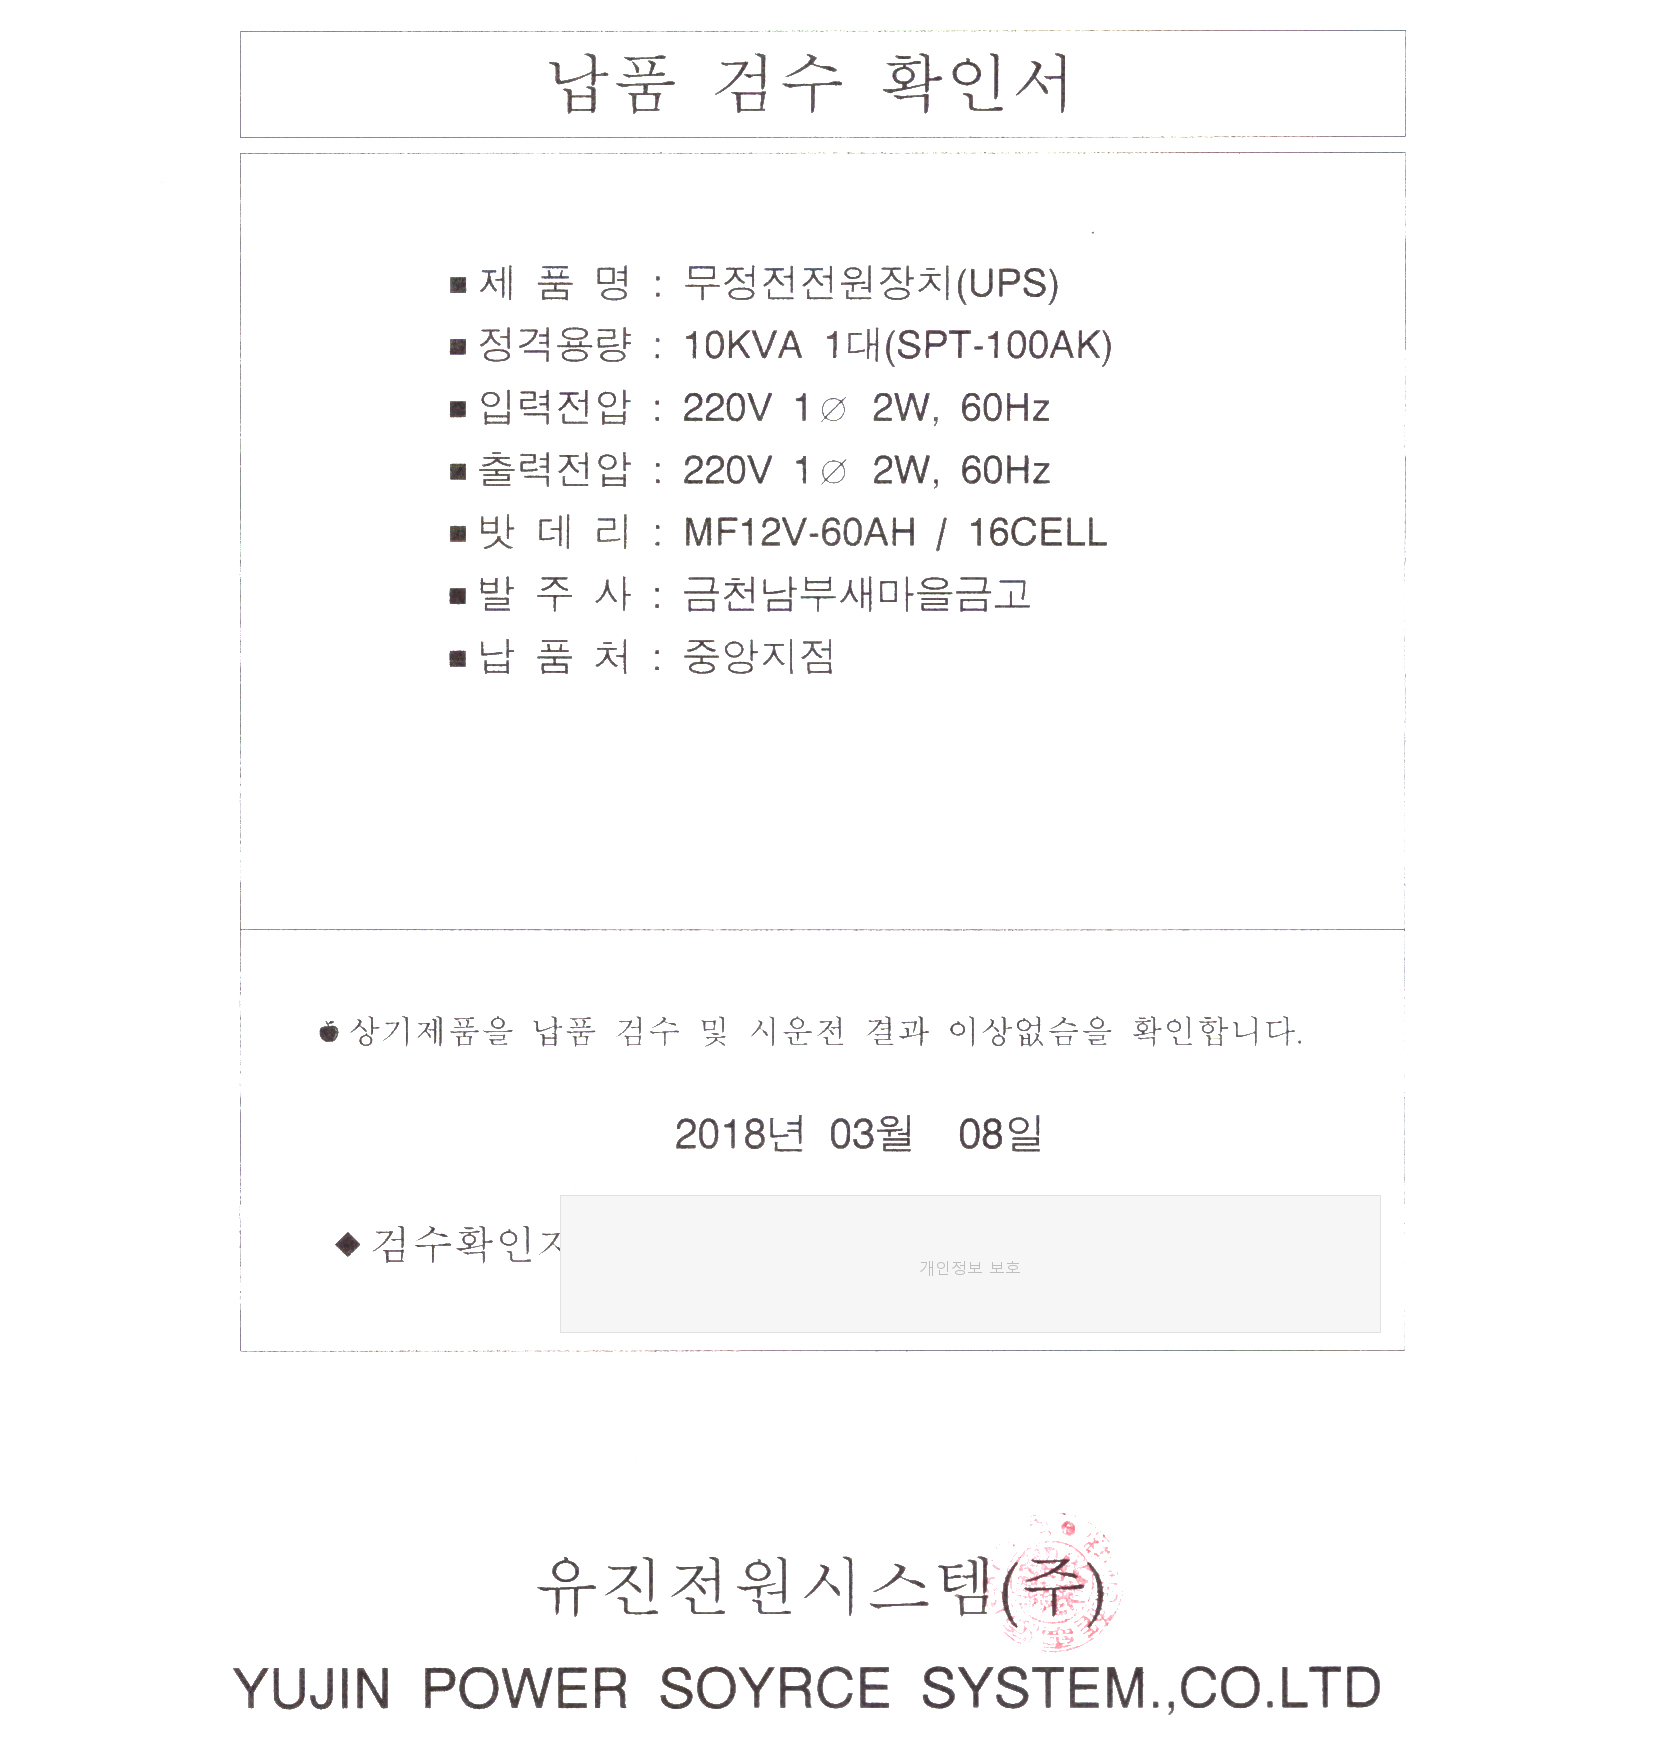 납품 검수 확인서
■ 제 품 명 : 무정전전원장치(UPS)
■ 정격용량 : 10KVA 1대(SPT-100AK)
■ 입력전압 : 220V 1∅ 2W, 60Hz
■ 출력전압 : 220V 1∅ 2W, 60Hz
■ 밧 데 리 : MF12V-60AH / 16CELL
■ 발 주 사 : 금천남부새마을금고
■ 납 품 처 : 중앙지점
상기제품을 납품 검수 및 시운전 결과 이상없슴을 확인합니다.
2018년 03월 08일
◆ 검수확인자
개인정보 보호
유진전원시스템(주)
YUJIN POWER SOYRCE SYSTEM.,CO.LTD